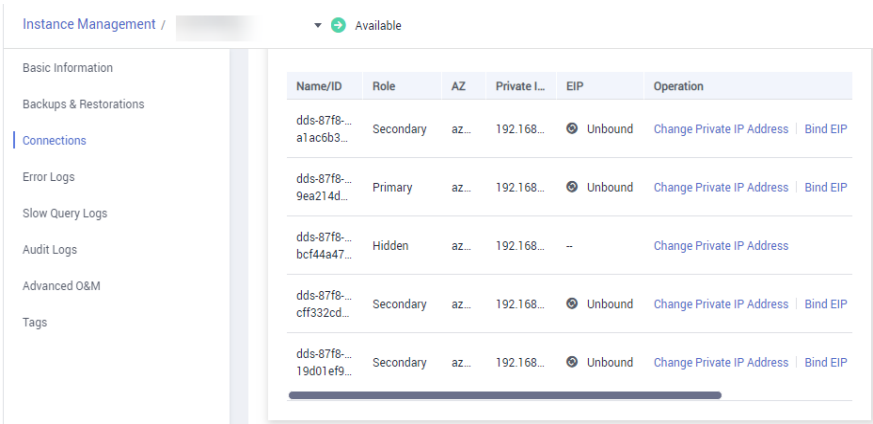 Instance Management /
Available
Basic Information
Backups & Restorations
Connections
Error Logs
Slow Query Logs
Audit Logs
Advanced O&M
Tags
Name/ID Role AZ Private I... EIP Operation
dds-87f8-...
a1ac6b3... Secondary az... 192.168... Unbound Change Private IP Address Bind EIP
dds-87f8-...
9ea214d... Primary az... 192.168... Unbound Change Private IP Address Bind EIP
dds-87f8-...
bcf44a47... Hidden az... 192.168... -- Change Private IP Address
dds-87f8-...
cff332cd... Secondary az... 192.168... Unbound Change Private IP Address Bind EIP
dds-87f8-...
19d01ef9... Secondary az... 192.168... Unbound Change Private IP Address Bind EIP